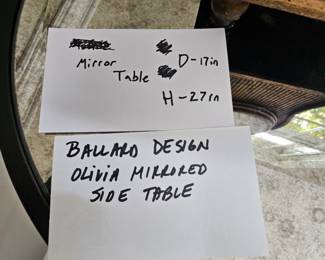 Mirror
Table
D-17in
H-27in
BALLARD DESIGN
OLIVIA MIRRORED
SIDE TABLE